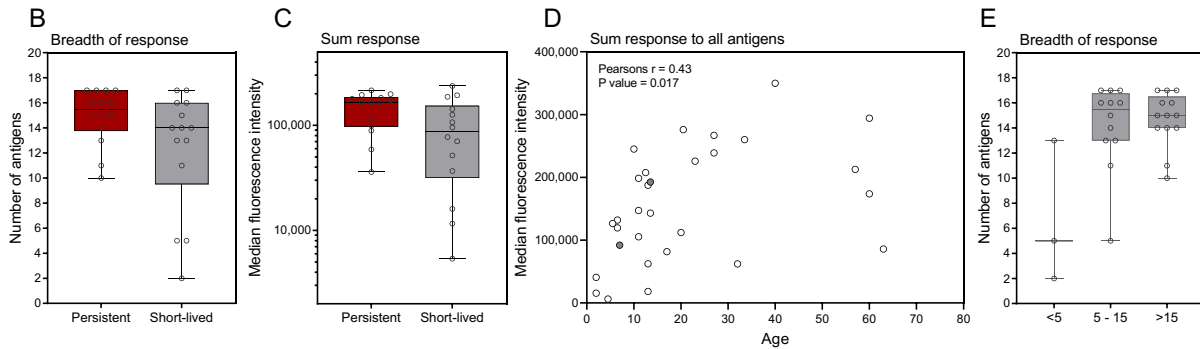 B
Breadth of response
Number of antigens
20
18
16
14
12
10
8
6
4
2
0
Persistent
Short-lived
C
Sum response
Median fluorescence intensity
100,000
10,000
Persistent
Short-lived
D
Sum response to all antigens
Pearsons r = 0.43
P value = 0.017
Median fluorescence intensity
400,000
300,000
200,000
100,000
0
0
10
20
30
40
50
60
70
80
Age
E
Breadth of response
Number of antigens
20
18
16
14
12
10
8
6
4
2
0
<5
5 - 15
>15